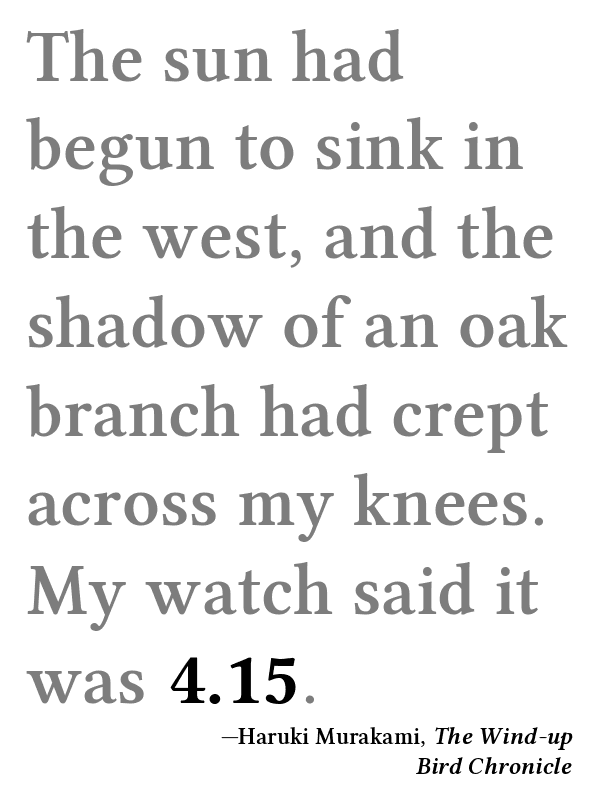 The sun had
begun to sink in
the west, and the
shadow of an oak
branch had crept
across my knees.
My watch said it
was 4.15.
—Haruki Murakami, The Wind-up
Bird Chronicle